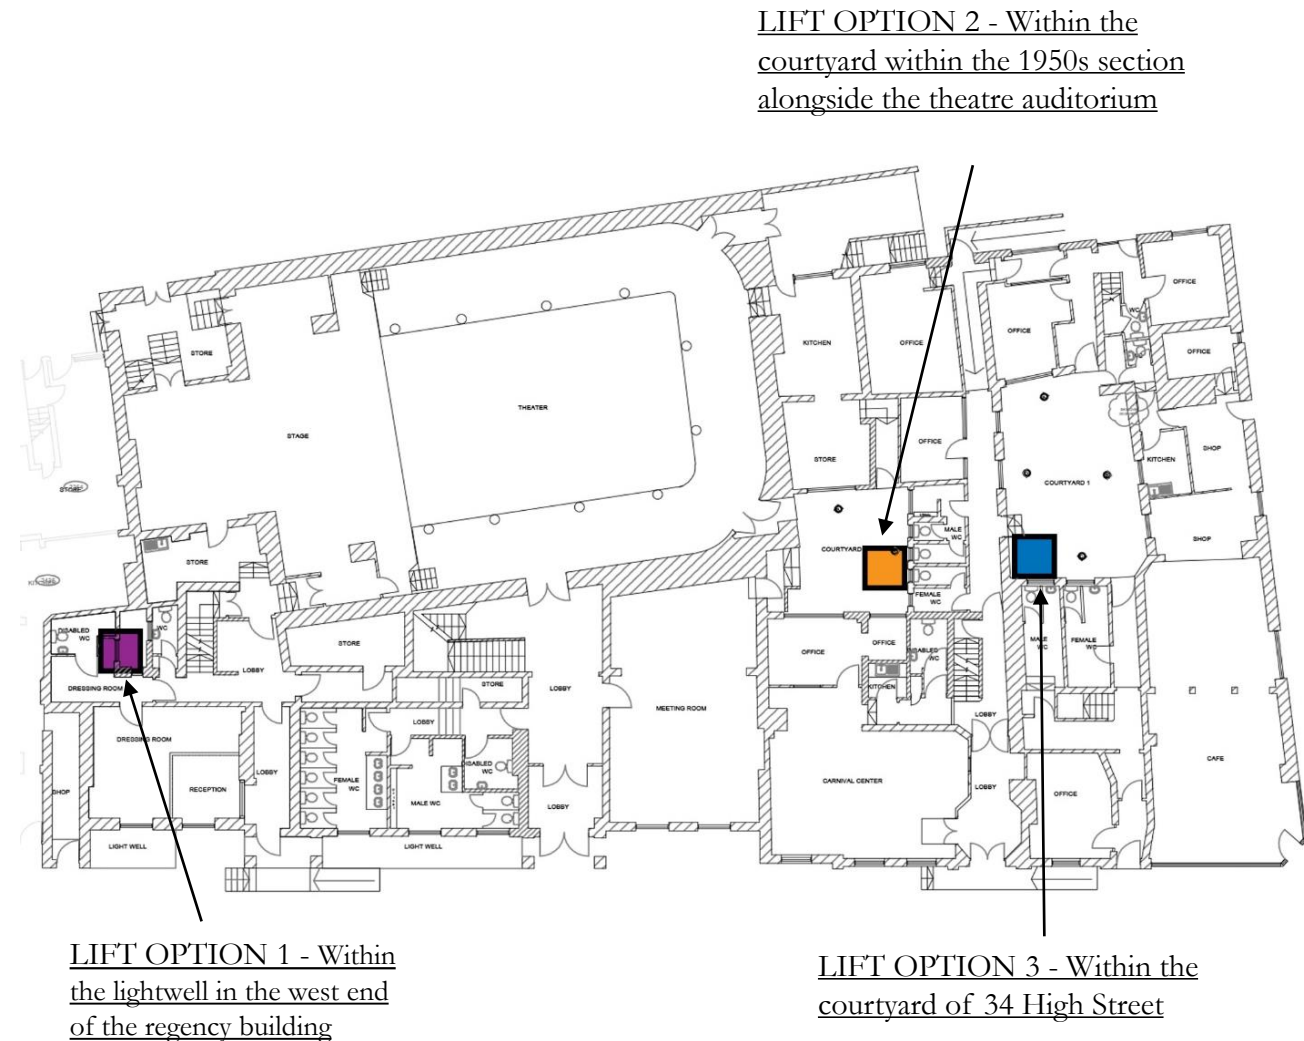 LIFT OPTION 2 - Within the
courtyard within the 1950s section
alongside the theatre auditorium
OFFICE
WC
OFFICE
OFFICE
KITCHEN
OFFICE
OFFICE
STORE
THEATER
STAGE
OFFICE
STORE
KITCHEN
SHOP
COURTYARD 1
STORE
SHOP
MALE
WC
COURTYARD
STORE
FEMALE
WC
DISABLED
WC
WC
LOBBY
STORE
OFFICE
OFFICE
DISABLED
WC
MALE
WC
FEMALE
WC
DRESSING ROOM
STORE
LOBBY
KITCHEN
MEETING ROOM
LOBBY
LOBBY
DRESSING ROOM
LOBBY
CAFE
FEMALE
WC
DISABLED
WC
CARNIVAL CENTER
LOBBY
SHOP
RECEPTION
MALE WC
LOBBY
OFFICE
LIGHT WELL
LIGHT WELL
LIFT OPTION 1 - Within
the lightwell in the west end
of the regency building
LIFT OPTION 3 - Within the
courtyard of 34 High Street